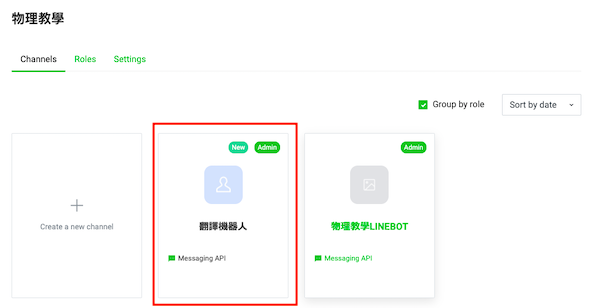 物理教學
Channels Roles Settings
Group by role Sort by date
New Admin Admin
Create a new channel
翻譯機器人 物理教學LINEBOT
Messaging API Messaging API